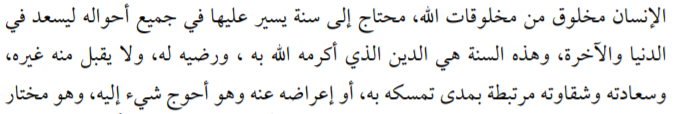 الإنسان مخلوق من مخلوقات الله، محتاج إلى سنة يسير عليها في جميع أحواله ليسعد في
الدنيا والآخرة، وهذه السنة هي الدين الذي أكرمه الله به ، ورضيه له، ولا يقبل منه غيره،
وسعادته وشقاوته مرتبطة بمدى تمسكه به، أو إعراضه عنه وهو أحوج شيء إليه، وهو مختار